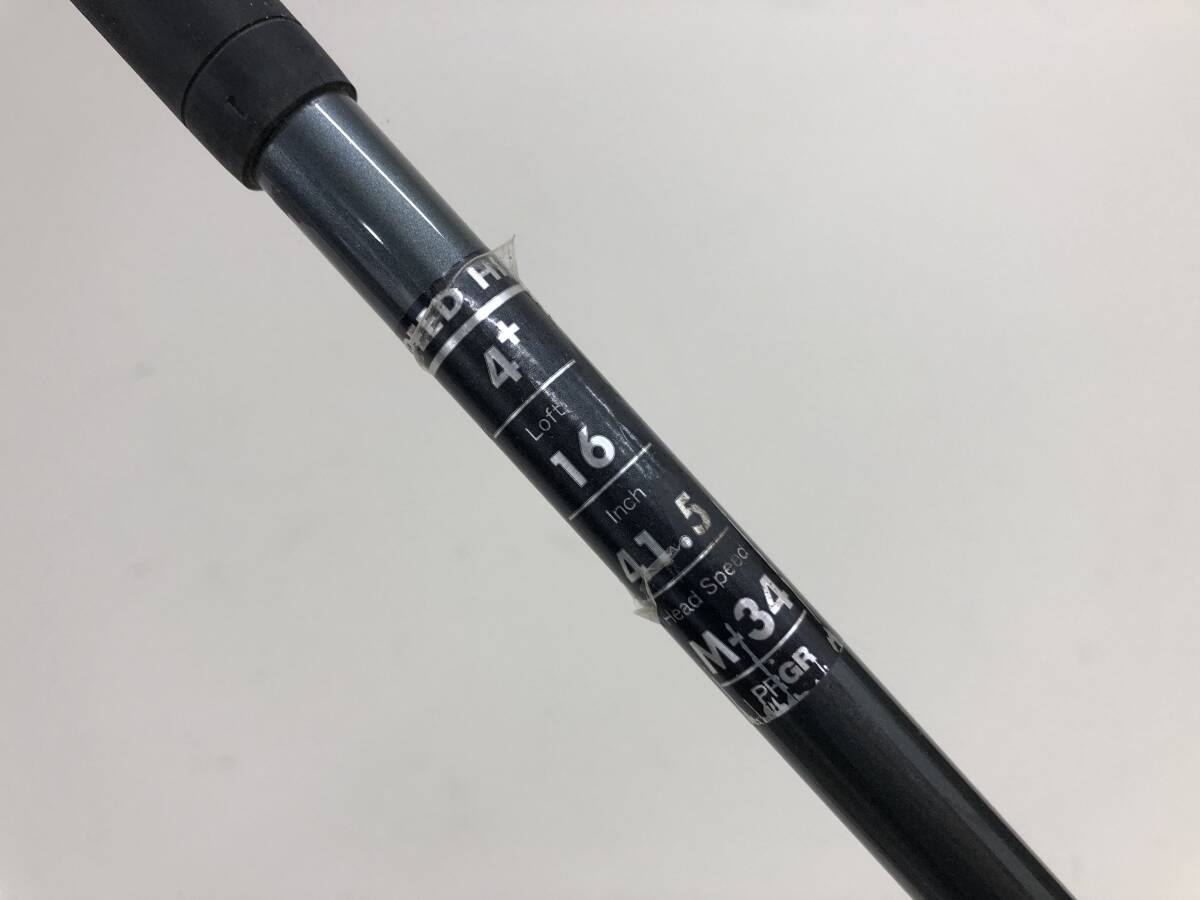 4+
Loft
16
Inch
41.5
Head Speed
M-34
PRGR